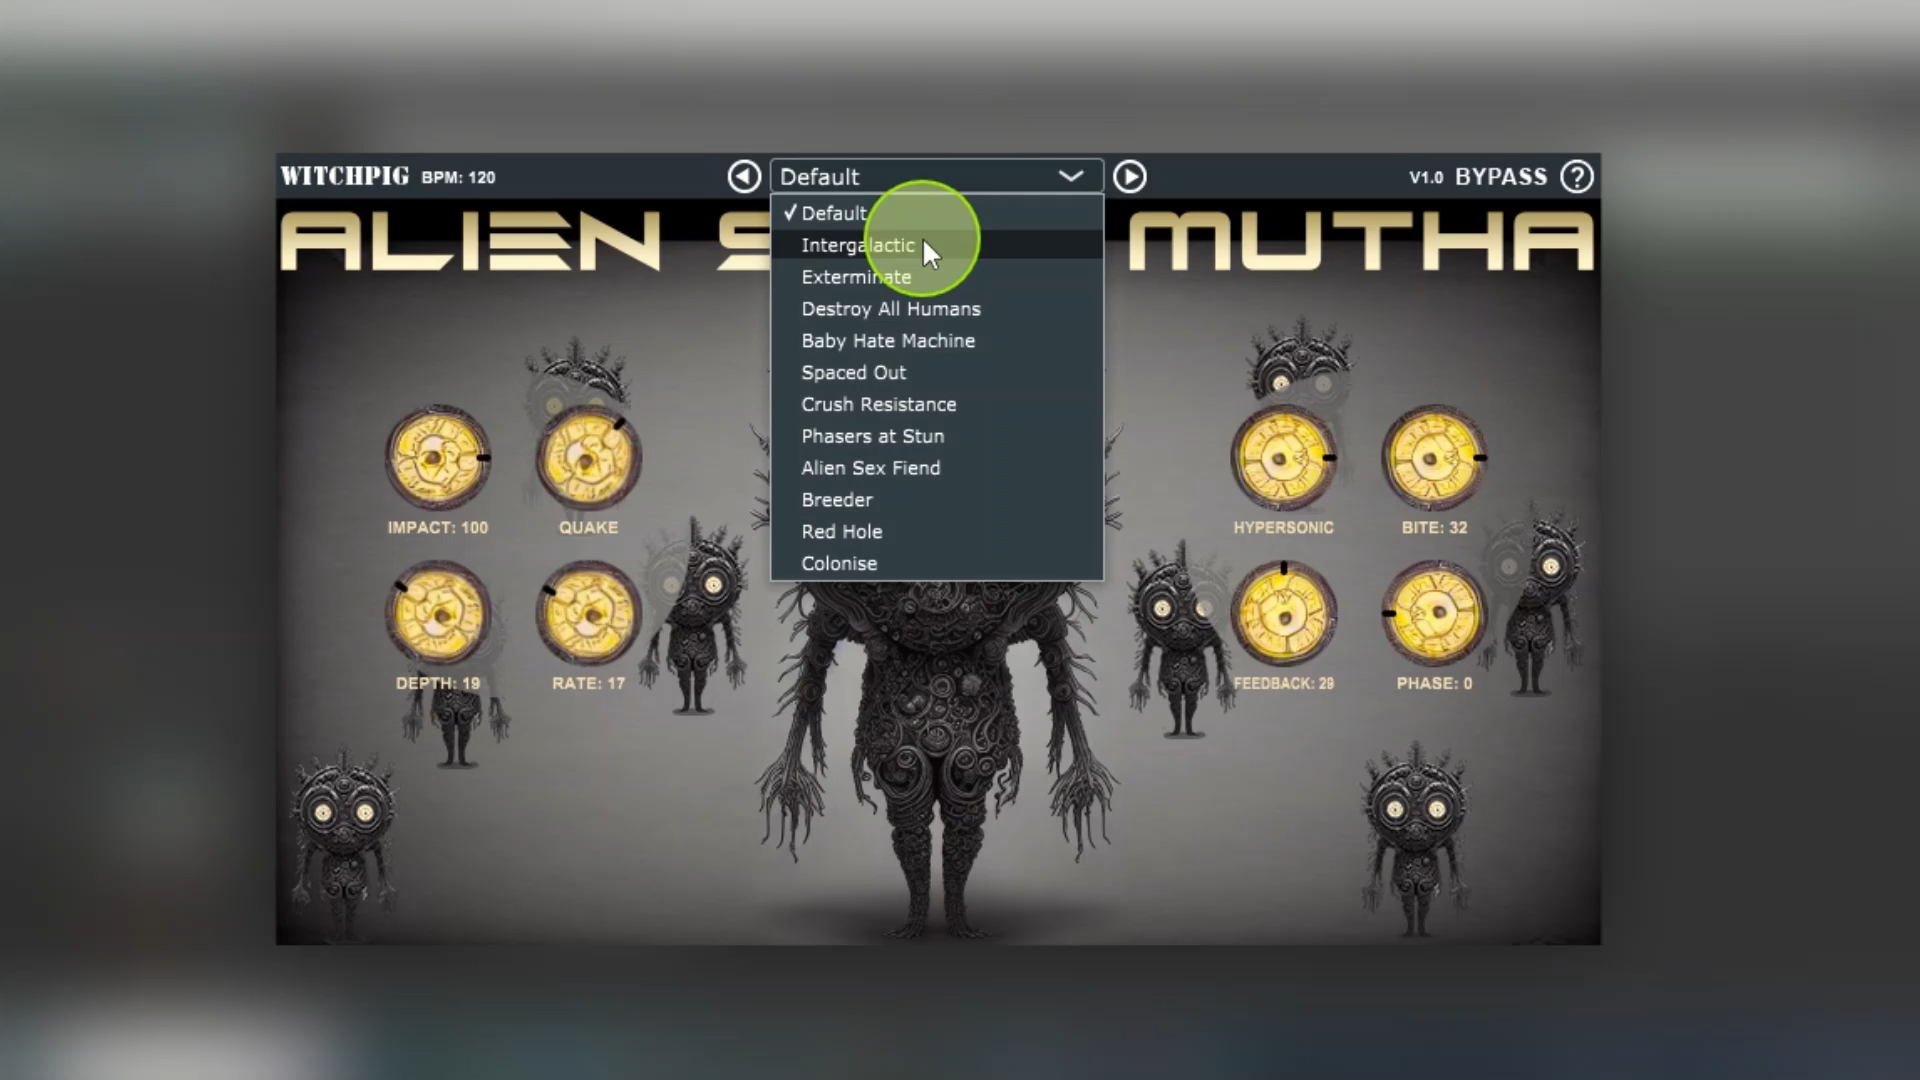 WITCHPIG BPM: 120 Default V1.0 BYPASS ?
ALIEN S MUTHA
✓ Default
Intergalactic
Exterminate
Destroy All Humans
Baby Hate Machine
Spaced Out
Crush Resistance
Phasers at Stun
Alien Sex Fiend
Breeder
Red Hole
Colonise
IMPACT: 100 QUAKE HYPERSONIC BITE: 32
DEPTH: 19 RATE: 17 FEEDBACK: 29 PHASE: 0